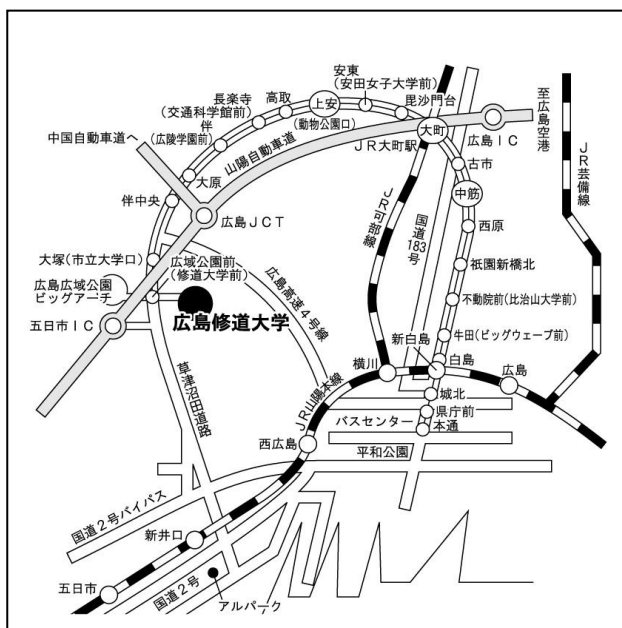 安東
(安田女子大学前)
毘沙門台
長楽寺
(交通科学館前)
高取
上安
(動物公園口)
伴
(広陵学園前)
中国自動車道へ
山陽自動車道
大町
JR大町駅
広島IC
至広島空港
JR芸備線
古市
大原
伴中央
中筋
JR可部線
国道183号
西原
広島JCT
大塚(市立大学口)
広域公園前
(修道大学前)
広島高速4号線
祇園新橋北
広島広域公園
ビッグアーチ
広島修道大学
不動院前(比治山大学前)
五日市IC
牛田(ビッグウェーブ前)
新白島
白島
横川
広島
草津沼田道路
JR山陽本線
城北
県庁前
バスセンター
本通
西広島
平和公園
国道2号バイパス
新井口
五日市
国道2号
アルパーク